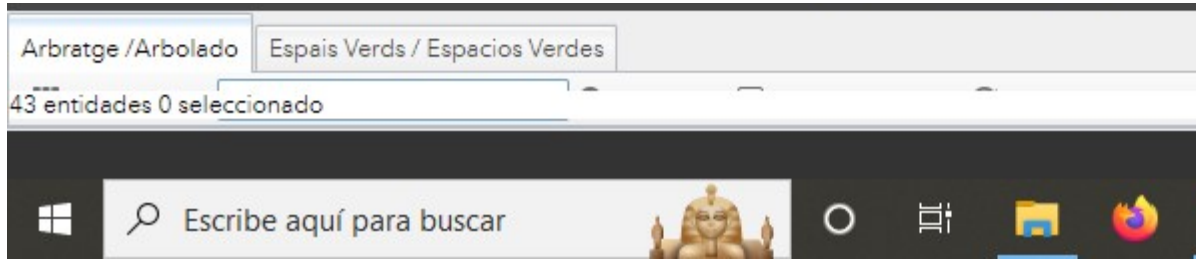 Arbratge /Arbolado
Espais Verds / Espacios Verdes
43 entidades 0 seleccionado
Escribe aquí para buscar